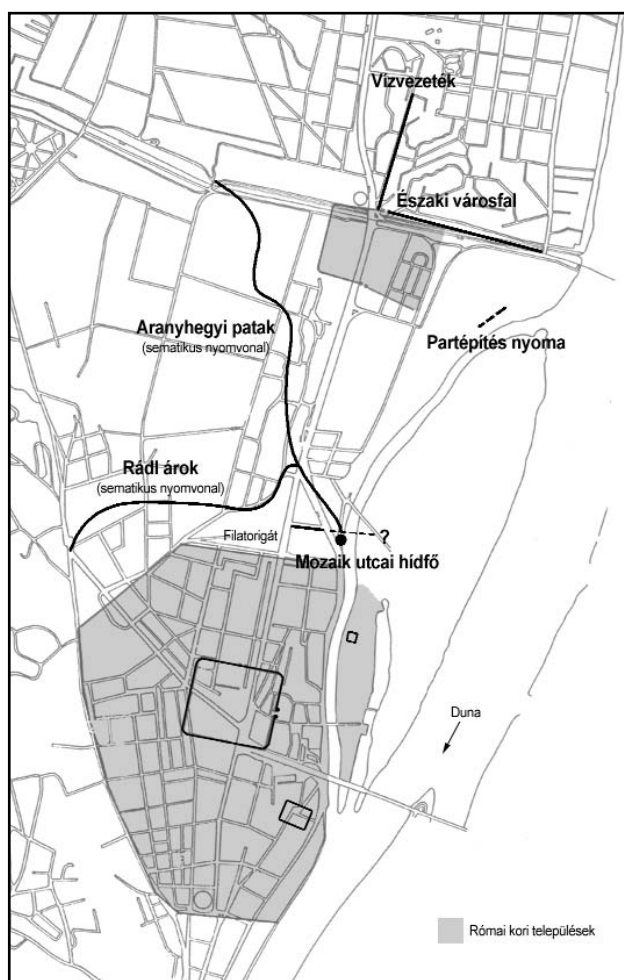 Vízvezeték
Északi városfal
Aranyhegyi patak
(sematikus nyomvonal)
Partépítés nyoma
Rádl árok
(sematikus nyomvonal)
Filatorigát
?
Mozaik utcai hídfő
Duna
Római kori települések